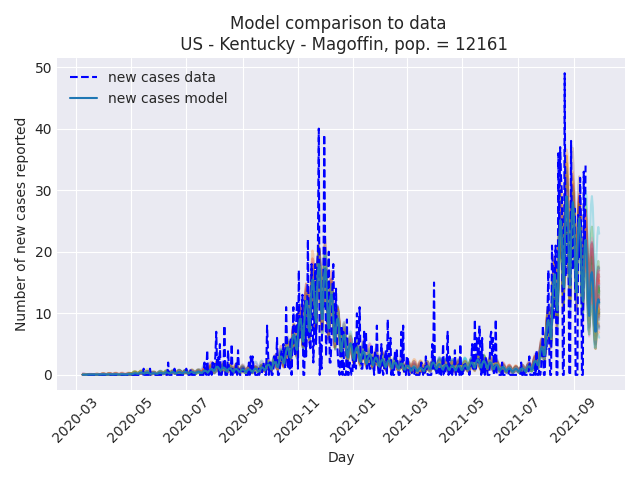 Model comparison to data
US - Kentucky - Magoffin, pop. = 12161
new cases data
new cases model
Number of new cases reported
50
40
30
20
10
0
2020-03
2020-05
2020-07
2020-09
2020-11
2021-01
2021-03
2021-05
2021-07
2021-09
Day